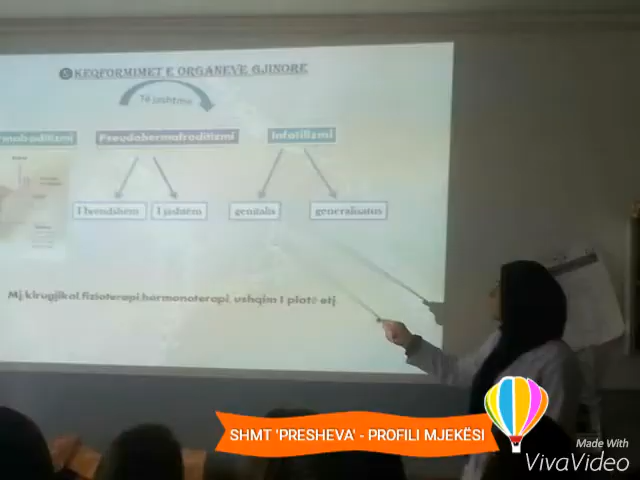 5 KEQFORMIMET E ORGANEVE GJINORE
Të jashtme
Pseudohermafroditizmi
Infatilizmi
I brendshëm
I jashtëm
genitalis
generalisatus
Mj.kirugjikal,fizioterapi,hormonoterapi, ushqim I plotë etj.
SHMT 'PRESHEVA' - PROFILI MJEKËSI
Made With
VivaVideo